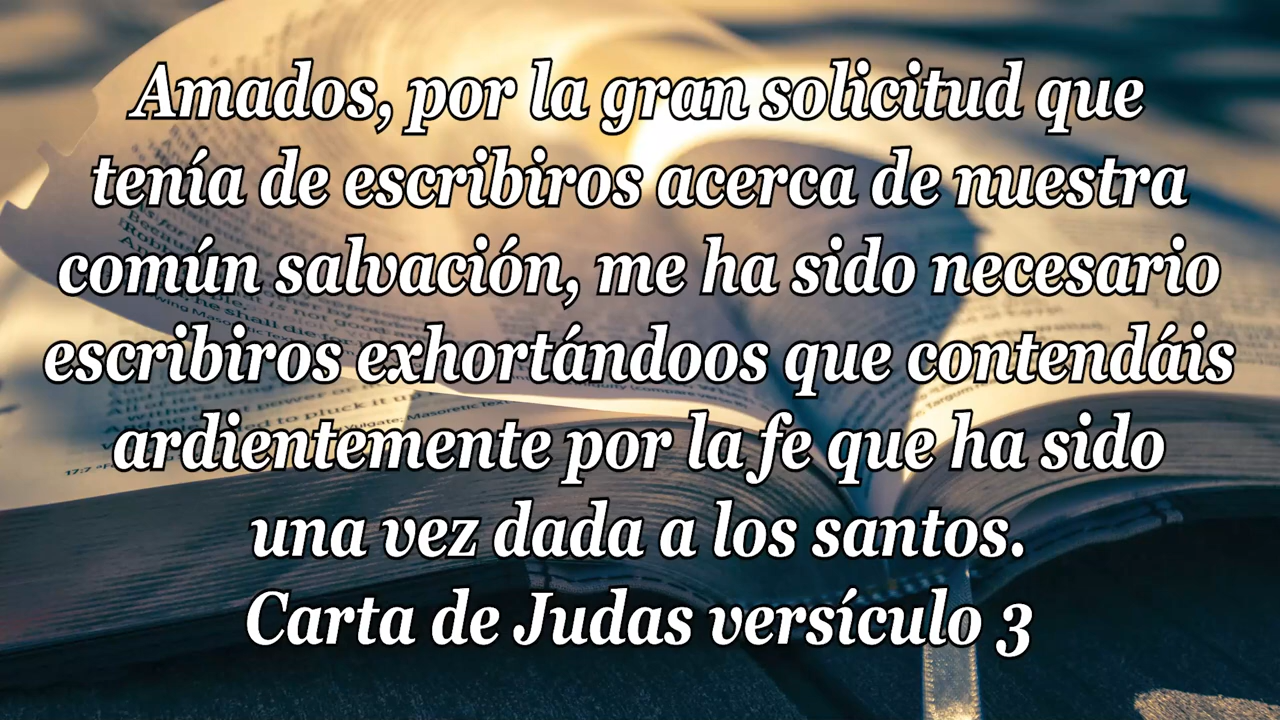 Amados, por la gran solicitud que
tenía de escribiros acerca de nuestra
común salvación, me ha sido necesario
escribiros exhortándoos que contendáis
ardientemente por la fe que ha sido
una vez dada a los santos.
Carta de Judas versículo 3